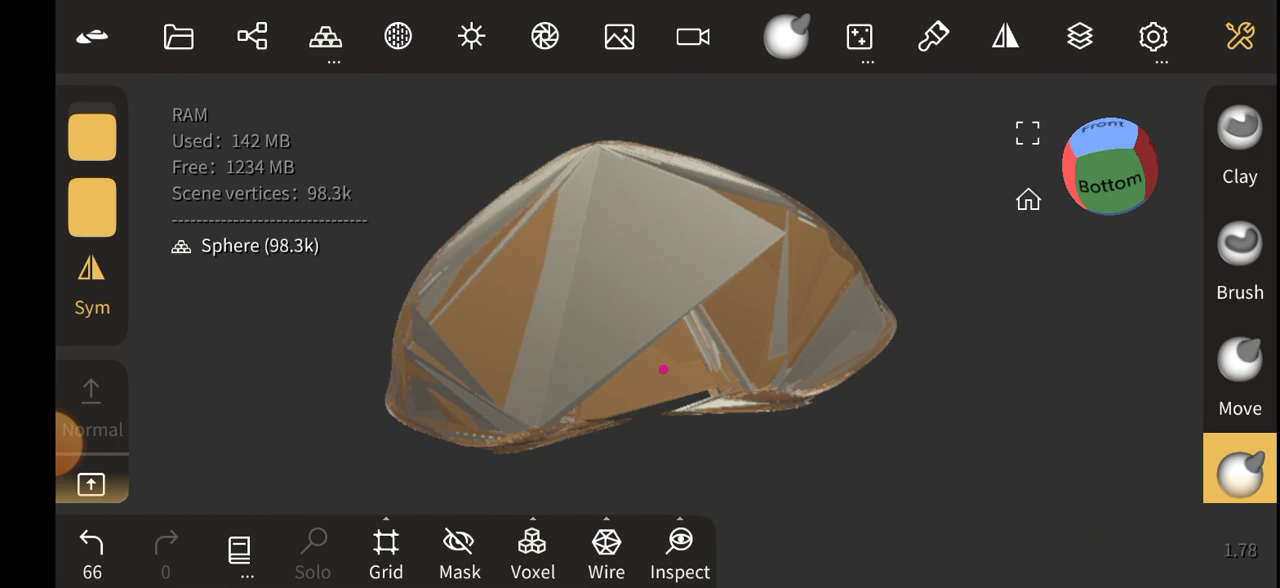 RAM
Used: 142 MB
Free: 1234 MB
Scene vertices: 98.3k
--------------------------------
Sphere (98.3k)
Front
Bottom
Sym
Normal
Clay
Brush
Move
66
0
...
Solo
Grid
Mask
Voxel
Wire
Inspect
1.78